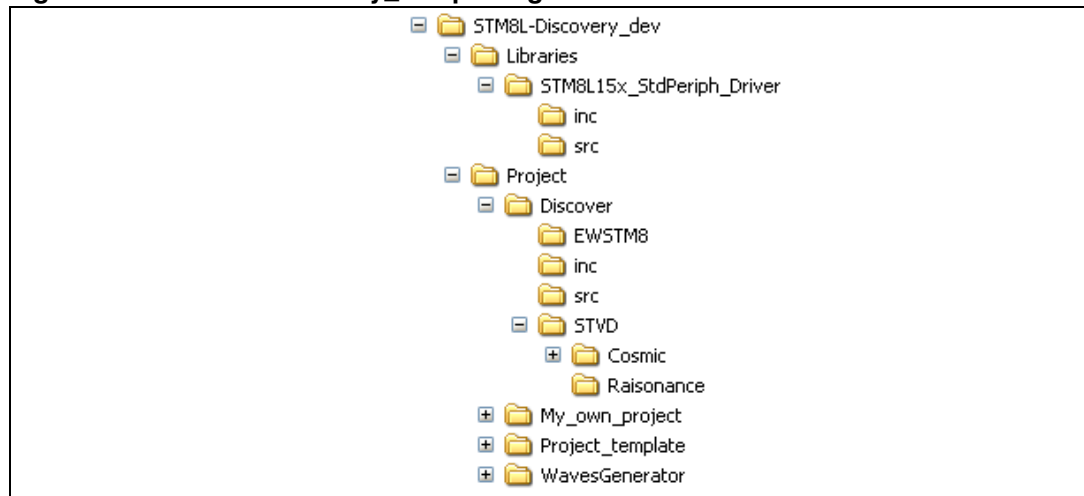 STM8L-Discovery_dev
Libraries
STM8L15x_StdPeriph_Driver
inc
src
Project
Discover
EWSTM8
inc
src
STVD
Cosmic
Raisonance
My_own_project
Project_template
WavesGenerator